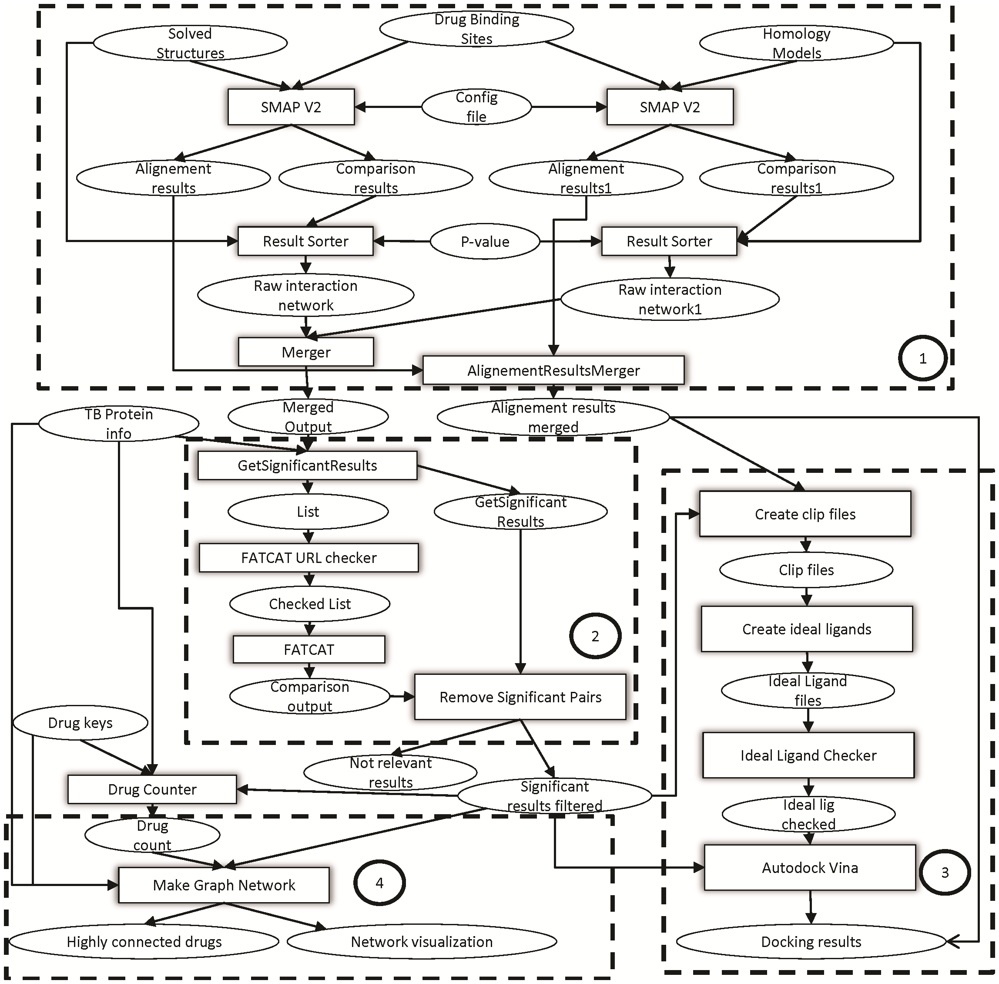 Solved
Structures
Drug Binding
Sites
Homology
Models
SMAP V2
Config
file
SMAP V2
Alignement
results
Comparison
results
Alignement
results1
Comparison
results1
Result Sorter
P-value
Result Sorter
Raw interaction
network
Raw interaction
network1
Merger
AlignementResultsMerger
1
TB Protein
info
Merged
Output
Alignement results
merged
GetSignificantResults
List
GetSignificant
Results
FATCAT URL checker
Checked List
FATCAT
Comparison
output
Remove Significant Pairs
2
Create clip files
Clip files
Create ideal ligands
Ideal Ligand
files
Ideal Ligand Checker
Ideal lig
checked
Autodock Vina
3
Docking results
Drug keys
Not relevant
results
Significant
results filtered
Drug Counter
Drug
count
Make Graph Network
4
Highly connected drugs
Network visualization